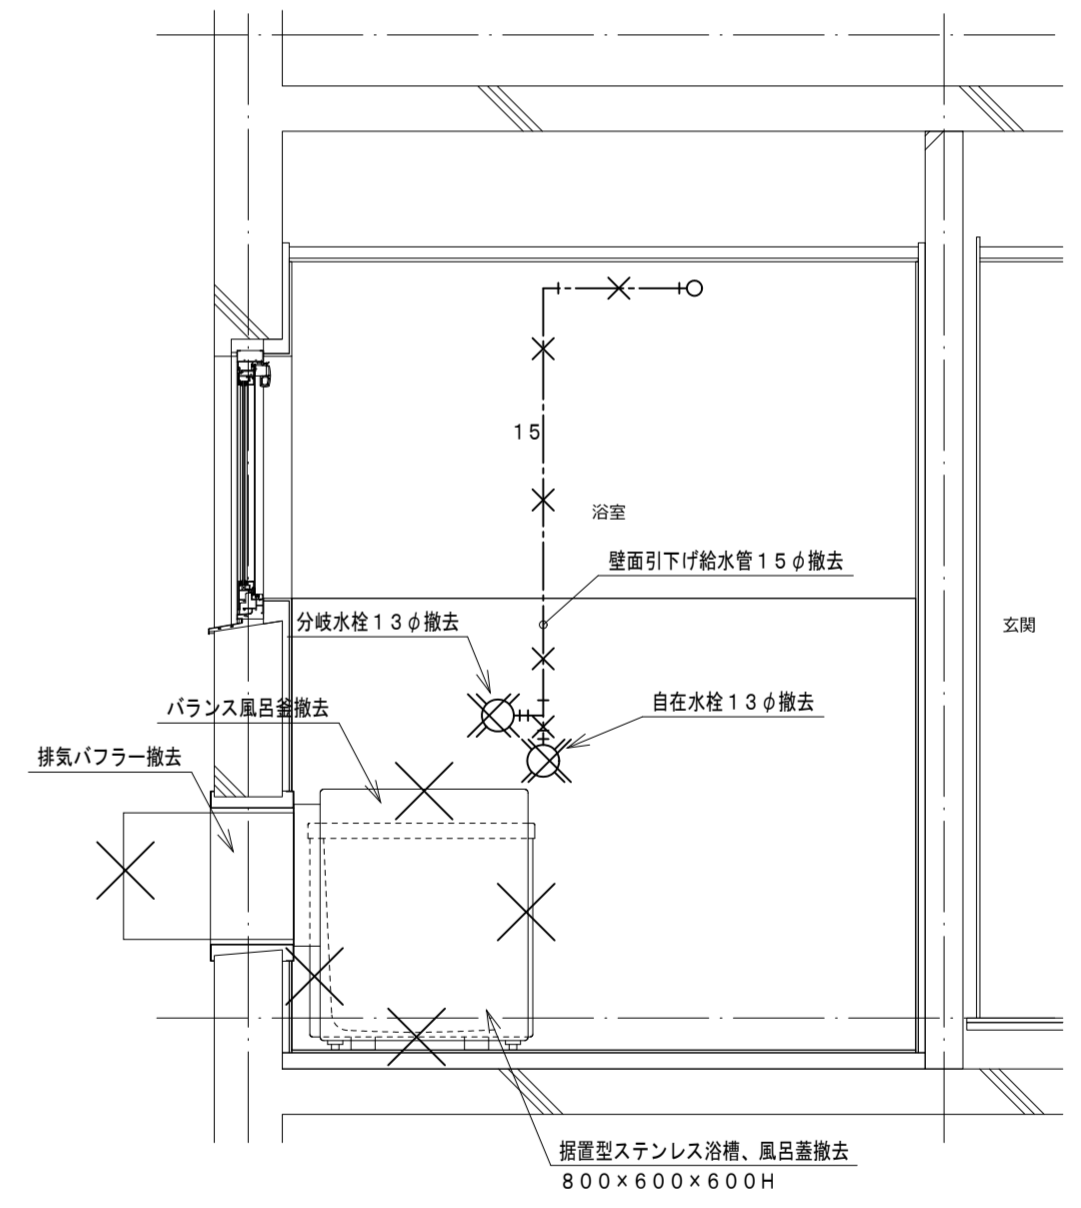 15
浴室
壁面引下げ給水管15φ撤去
分岐水栓13φ撤去
玄関
自在水栓13φ撤去
バランス風呂釜撤去
排気バフラー撤去
据置型ステンレス浴槽、風呂蓋撤去
800×600×600H